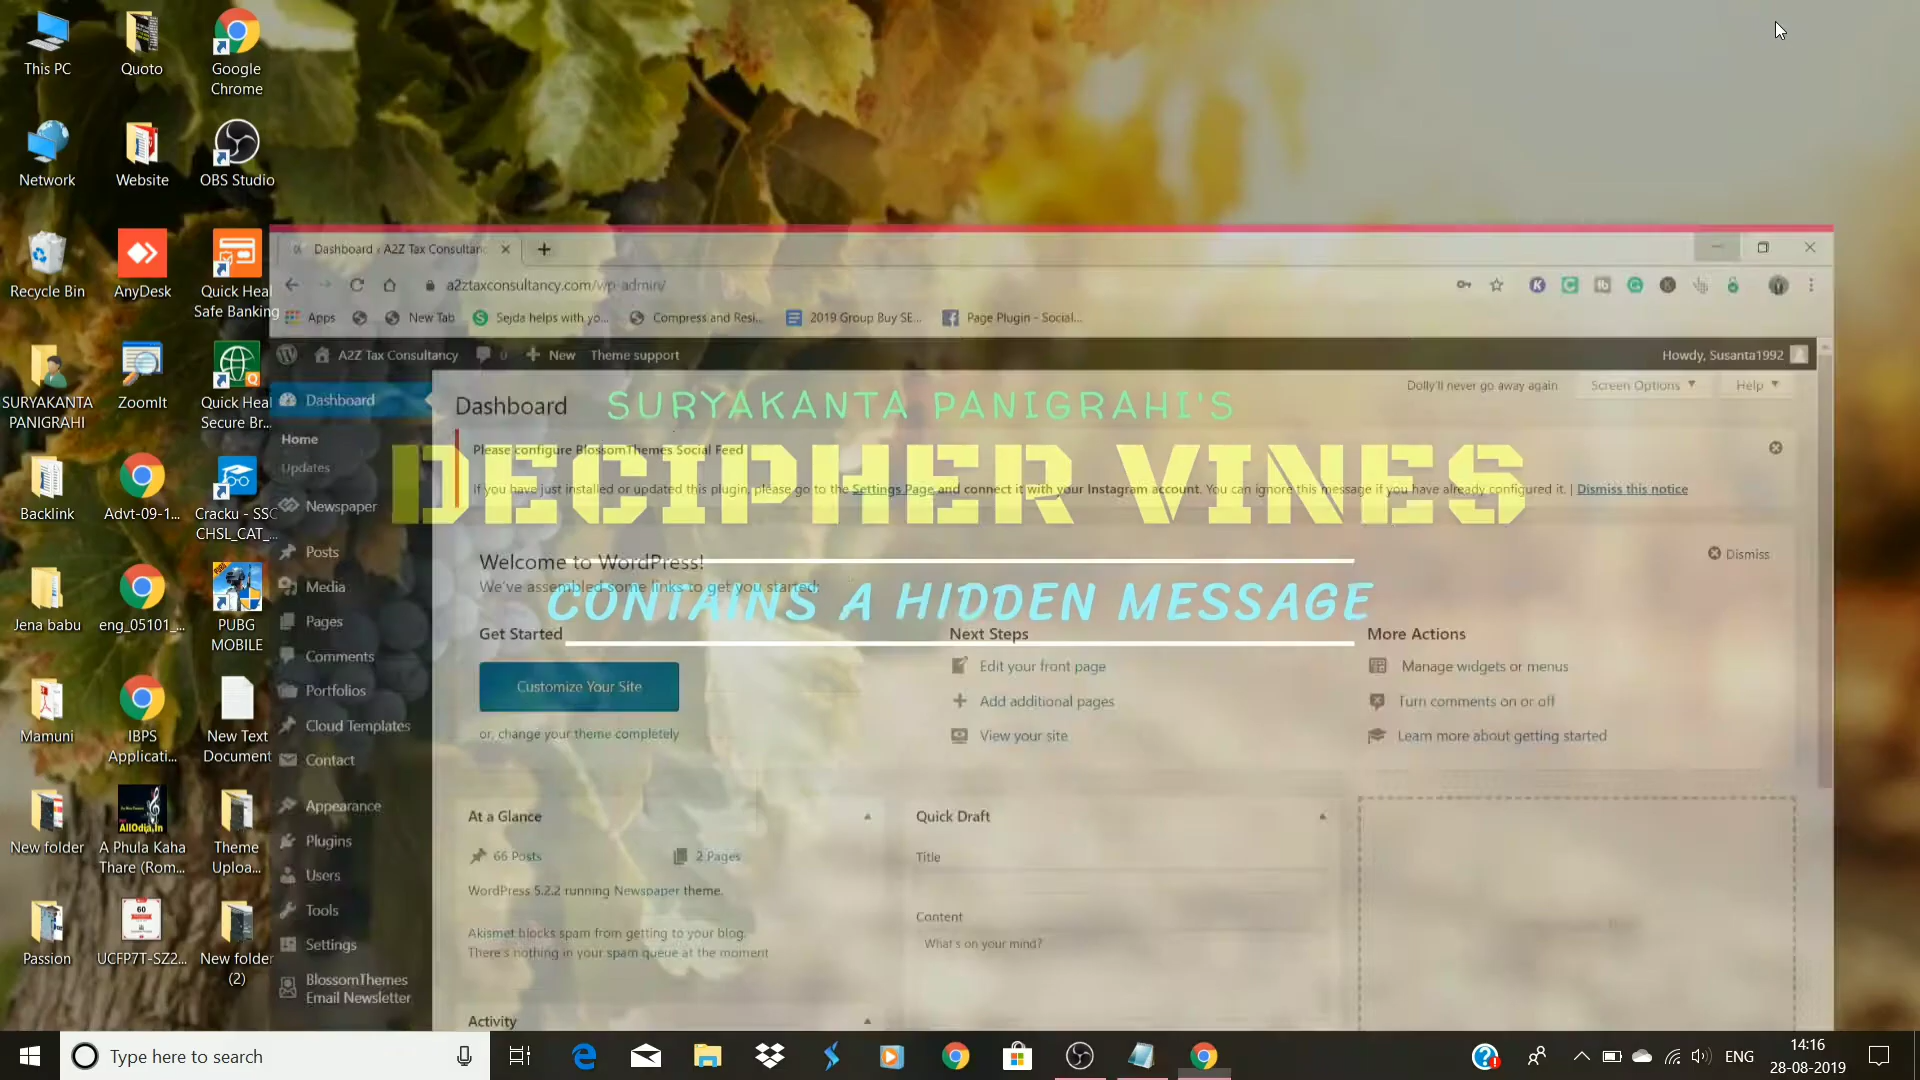 This PC
Quoto
Google
Chrome
Network
Website
OBS Studio
Recycle Bin
AnyDesk
Quick Heal
Safe Banking
SURYAKANTA
PANIGRAHI
ZoomIt
Quick Heal
Secure Br...
Backlink
Advt-09-1...
Cracku - SSC
CHSL_CAT_...
Jena babu
eng_05101_...
PUBG
MOBILE
Mamuni
IBPS
Applicati...
New Text
Document
AllOdia.In
New folder
A Phula Kaha
Thare (Rom...
Theme
Uploa...
60
Passion
UCFP7T-SZ2...
New folder
(2)
Dashboard ‹ A2Z Tax Consultanc
a2ztaxconsultancy.com/wp-admin/
Apps
New Tab
Sejda helps with yo...
Compress and Resi...
2019 Group Buy SE...
Page Plugin - Social...
A2Z Tax Consultancy
0
New
Theme support
Howdy, Susanta1992
Dashboard
Home
Updates
Newspaper
Posts
Media
Pages
Comments
Portfolios
Cloud Templates
Contact
Appearance
Plugins
Users
Tools
Settings
BlossomThemes
Email Newsletter
Dolly'll never go away again
Screen Options
Help
Dashboard
SURYAKANTA PANIGRAHI'S
DECIPHER VINES
CONTAINS A HIDDEN MESSAGE
Please configure BlossomThemes Social Feed
If you have just installed or updated this plugin, please go to the Settings Page and connect it with your Instagram account. You can ignore this message if you have already configured it. | Dismiss this notice
Welcome to WordPress!
Dismiss
We've assembled some links to get you started:
Get Started
Customize Your Site
or, change your theme completely
Next Steps
Edit your front page
Add additional pages
View your site
More Actions
Manage widgets or menus
Turn comments on or off
Learn more about getting started
At a Glance
66 Posts
2 Pages
WordPress 5.2.2 running Newspaper theme.
Akismet blocks spam from getting to your blog.
There's nothing in your spam queue at the moment
Activity
Quick Draft
Title
Content
What's on your mind?
Type here to search
ENG
14:16
28-08-2019